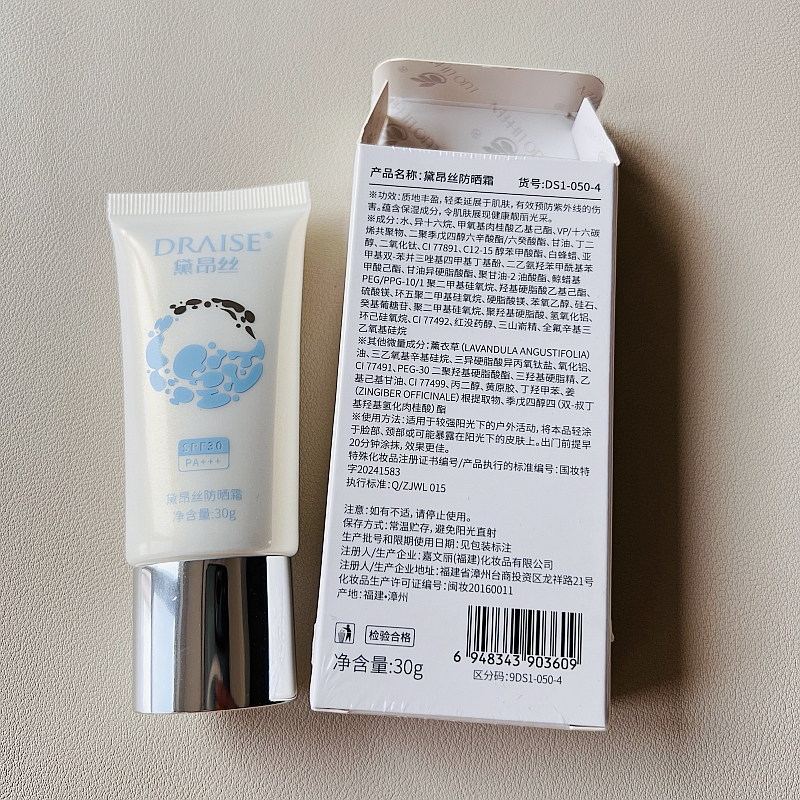 DRAISE®
黛昂丝
SPF30
PA+++
黛昂丝防晒霜
净含量:30g
产品名称:黛昂丝防晒霜 货号:DS1-050-4
※功效:质地丰盈,轻柔延展于肌肤,有效预防紫外线的伤
害。蕴含保湿成分,令肌肤展现健康靓丽光采。
※成分:水、异十六烷、甲氧基肉桂酸乙基己酯、VP/十六碳
烯共聚物、二聚季戊四醇六辛酸酯/六癸酸酯、甘油、丁二
醇、二氧化钛、CI 77891、C12-15 醇苯甲酸酯、白蜂蜡、亚
甲基双-苯并三唑基四甲基丁基酚、二乙氨羟苯甲酰基苯
甲酸己酯、甘油异硬脂酸酯、聚甘油-2 油酸酯、鲸蜡基
PEG/PPG-10/1 聚二甲基硅氧烷、羟基硬脂酸乙基己酯、
硫酸镁、环五聚二甲基硅氧烷、硬脂酸镁、苯氧乙醇、硅石、
癸基葡糖苷、聚二甲基硅氧烷、聚羟基硬脂酸、氢氧化铝、
环己硅氧烷、CI 77492、红没药醇、三山嵛精、全氟辛基三
乙氧基硅烷
※其他微量成分:薰衣草(LAVANDULA ANGUSTIFOLIA)
油、三乙氧基辛基硅烷、三异硬脂酸异丙氧钛盐、氧化铝、
CI 77491、PEG-30 二聚羟基硬脂酸酯、三羟基硬脂精、乙
基己基甘油、CI 77499、丙二醇、黄原胶、丁羟甲苯、姜
(ZINGIBER OFFICINALE)根提取物、季戊四醇四(双-叔丁
基羟基氢化肉桂酸)酯
※使用方法:适用于较强阳光下的户外活动,将本品轻涂
于脸部、颈部或可能暴露在阳光下的皮肤上。出门前提早
20分钟涂抹,效果更佳。
特殊化妆品注册证书编号/产品执行的标准编号:国妆特
字20241583
执行标准:Q/ZJWL 015
注意:如有不适,请停止使用。
保存方式:常温贮存,避免阳光直射
生产批号和限期使用日期:见包装标注
注册人/生产企业:嘉文丽(福建)化妆品有限公司
注册人/生产企业地址:福建省漳州台商投资区龙祥路21号
化妆品生产许可证编号:闽妆20160011
产地:福建•漳州
检验合格
净含量:30g
6 948343 903609
区分码:9DS1-050-4